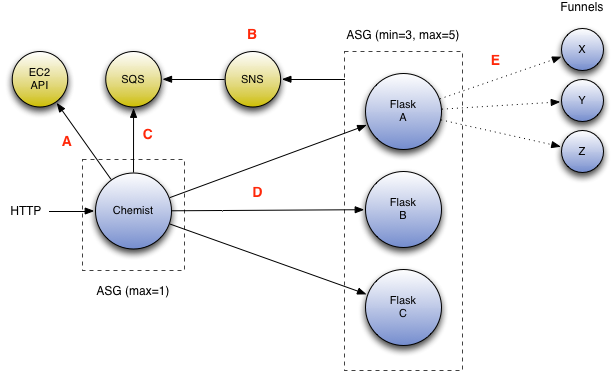 Funnels
B
ASG (min=3, max=5)
E
X
EC2
API
SQS
SNS
Flask
A
Y
A
C
Z
D
HTTP
Chemist
Flask
B
ASG (max=1)
Flask
C